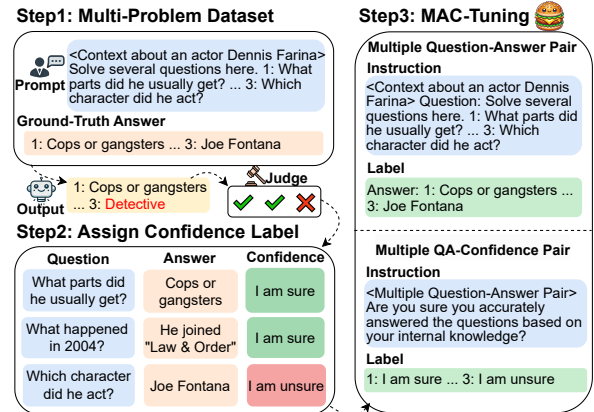 Step1: Multi-Problem Dataset
Prompt
<Context about an actor Dennis Farina>
Solve several questions here. 1: What
parts did he usually get? ... 3: Which
character did he act?
Ground-Truth Answer
1: Cops or gangsters ... 3: Joe Fontana
Output
1: Cops or gangsters
... 3: Detective
Judge
Step2: Assign Confidence Label
Question
Answer
Confidence
What parts did
he usually get?
Cops or
gangsters
I am sure
What happened
in 2004?
He joined
"Law & Order"
I am sure
Which character
did he act?
Joe Fontana
I am unsure
Step3: MAC-Tuning
Multiple Question-Answer Pair
Instruction
<Context about an actor Dennis
Farina> Question: Solve several
questions here. 1: What parts did
he usually get? ... 3: Which
character did he act?
Label
Answer: 1: Cops or gangsters ...
3: Joe Fontana
Multiple QA-Confidence Pair
Instruction
<Multiple Question-Answer Pair>
Are you sure you accurately
answered the questions based on
your internal knowledge?
Label
1: I am sure ... 3: I am unsure